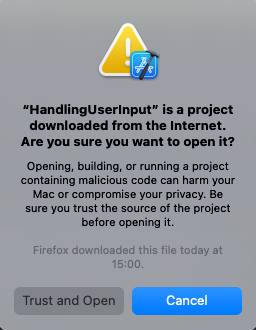 “HandlingUserInput” is a project
downloaded from the Internet.
Are you sure you want to open it?
Opening, building, or running a project
containing malicious code can harm your
Mac or compromise your privacy. Be
sure you trust the source of the project
before opening it.
Firefox downloaded this file today at
15:00.
Trust and Open
Cancel